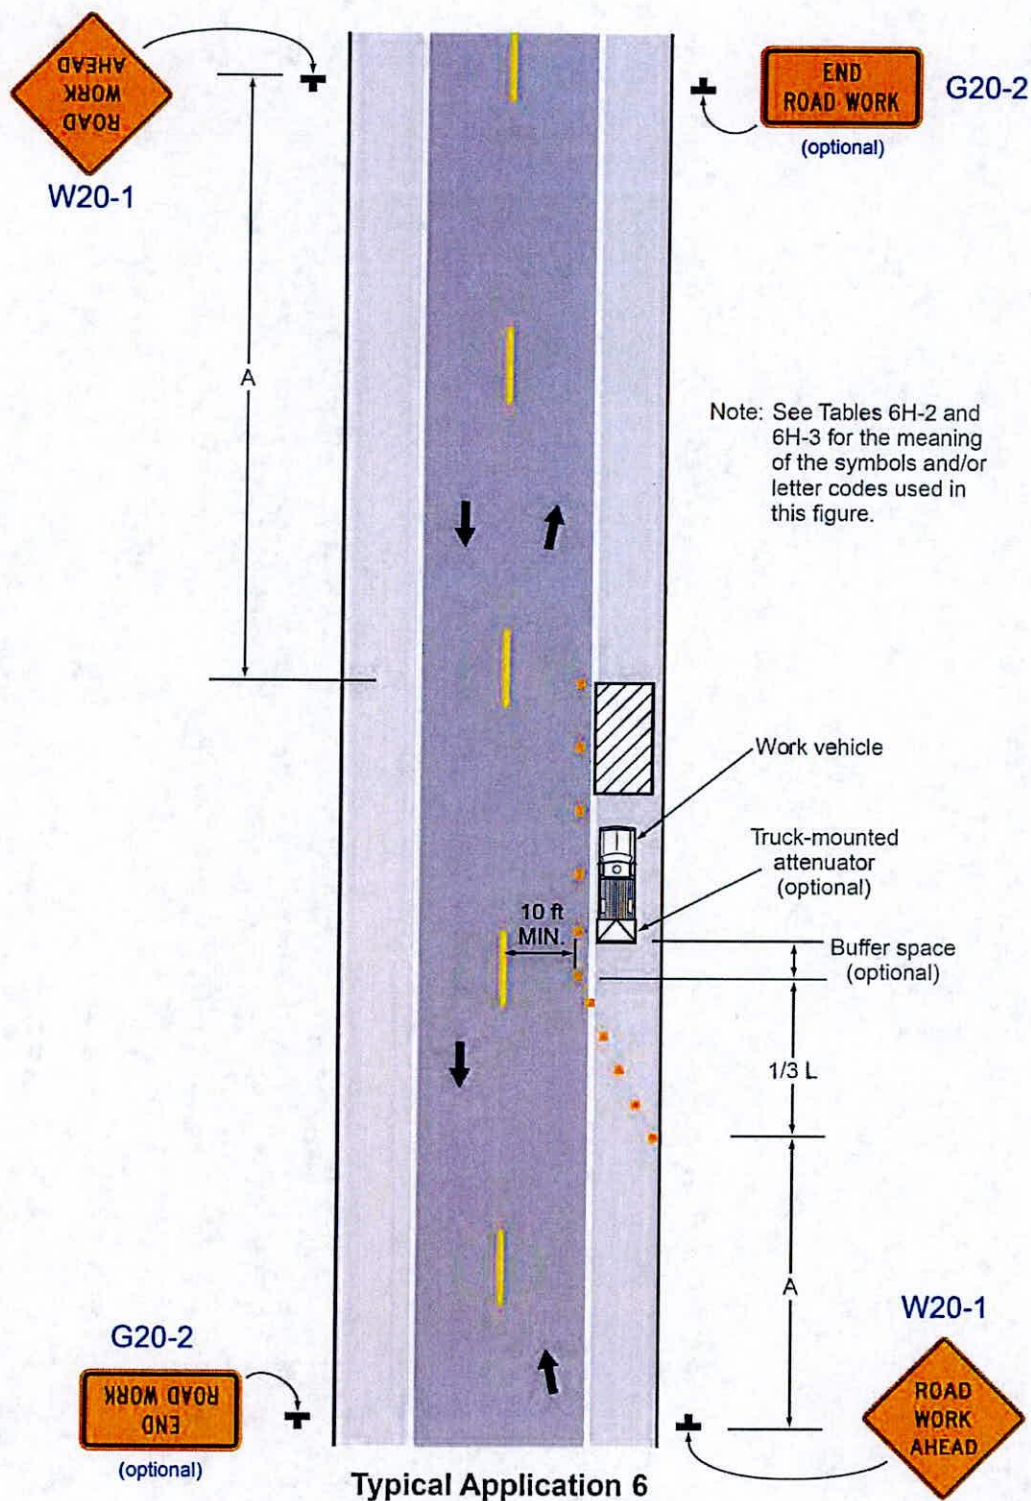 ROAD
WORK
AHEAD
W20-1
END
ROAD WORK
G20-2
(optional)
A
Note: See Tables 6H-2 and
6H-3 for the meaning
of the symbols and/or
letter codes used in
this figure.
Work vehicle
Truck-mounted
attenuator
(optional)
10 ft
MIN.
Buffer space
(optional)
1/3 L
A
G20-2
END
ROAD WORK
(optional)
W20-1
ROAD
WORK
AHEAD
Typical Application 6